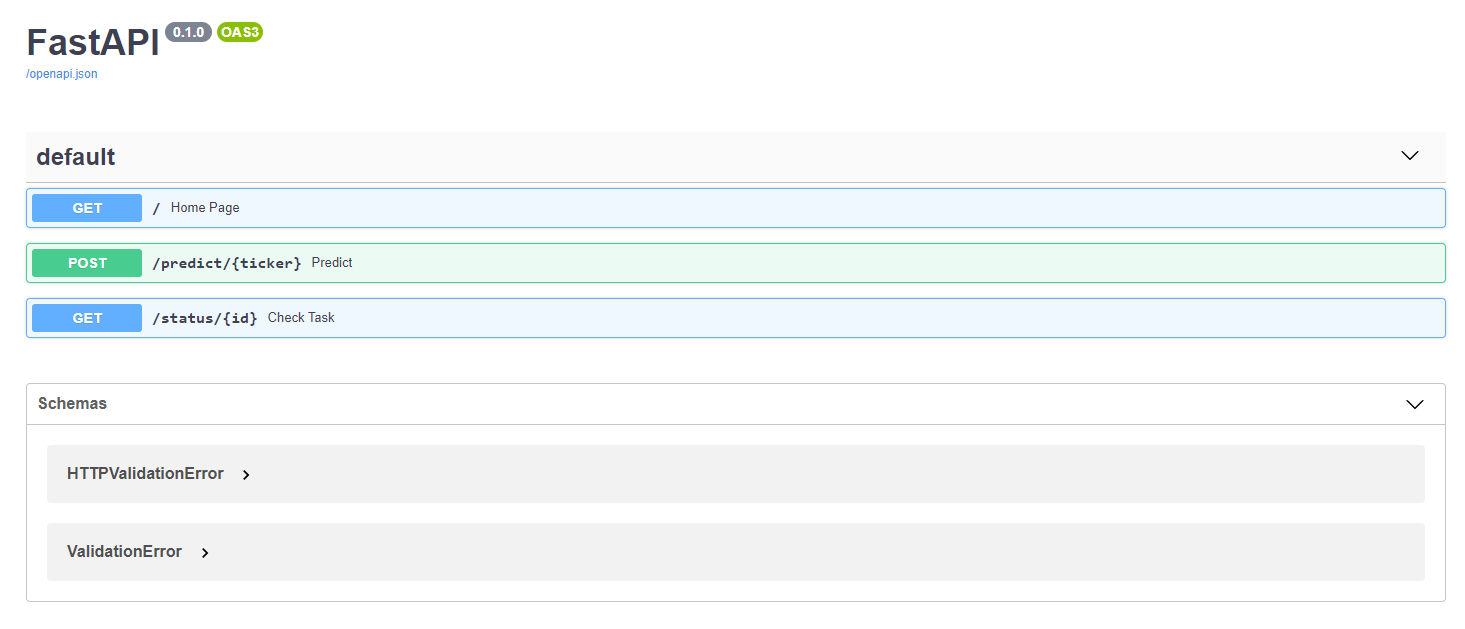 FastAPI 0.1.0 OAS3
/openapi.json
default
GET / Home Page
POST /predict/{ticker} Predict
GET /status/{id} Check Task
Schemas
HTTPValidationError
ValidationError